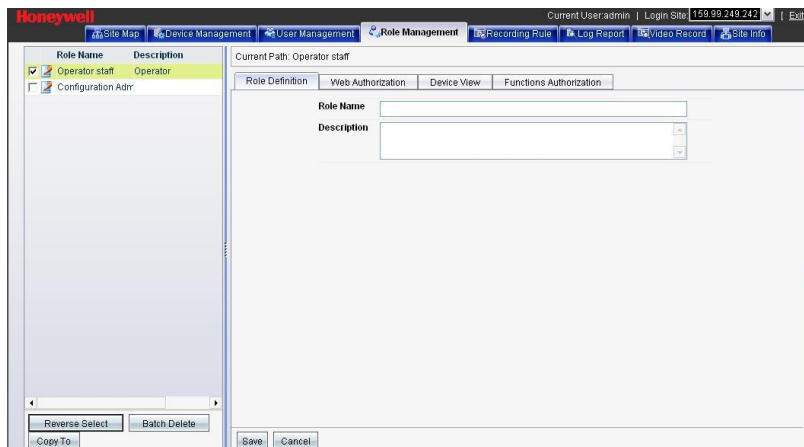 Honeywell
Current User:admin | Login Site: 159.99.249.242 [ Exit
Site Map Device Management User Management Role Management Recording Rule Log Report Video Record Site Info
Role Name Description
Operator staff Operator
Configuration Adm
Current Path: Operator staff
Role Definition Web Authorization Device View Functions Authorization
Role Name
Description
Reverse Select Batch Delete
Copy To
Save Cancel